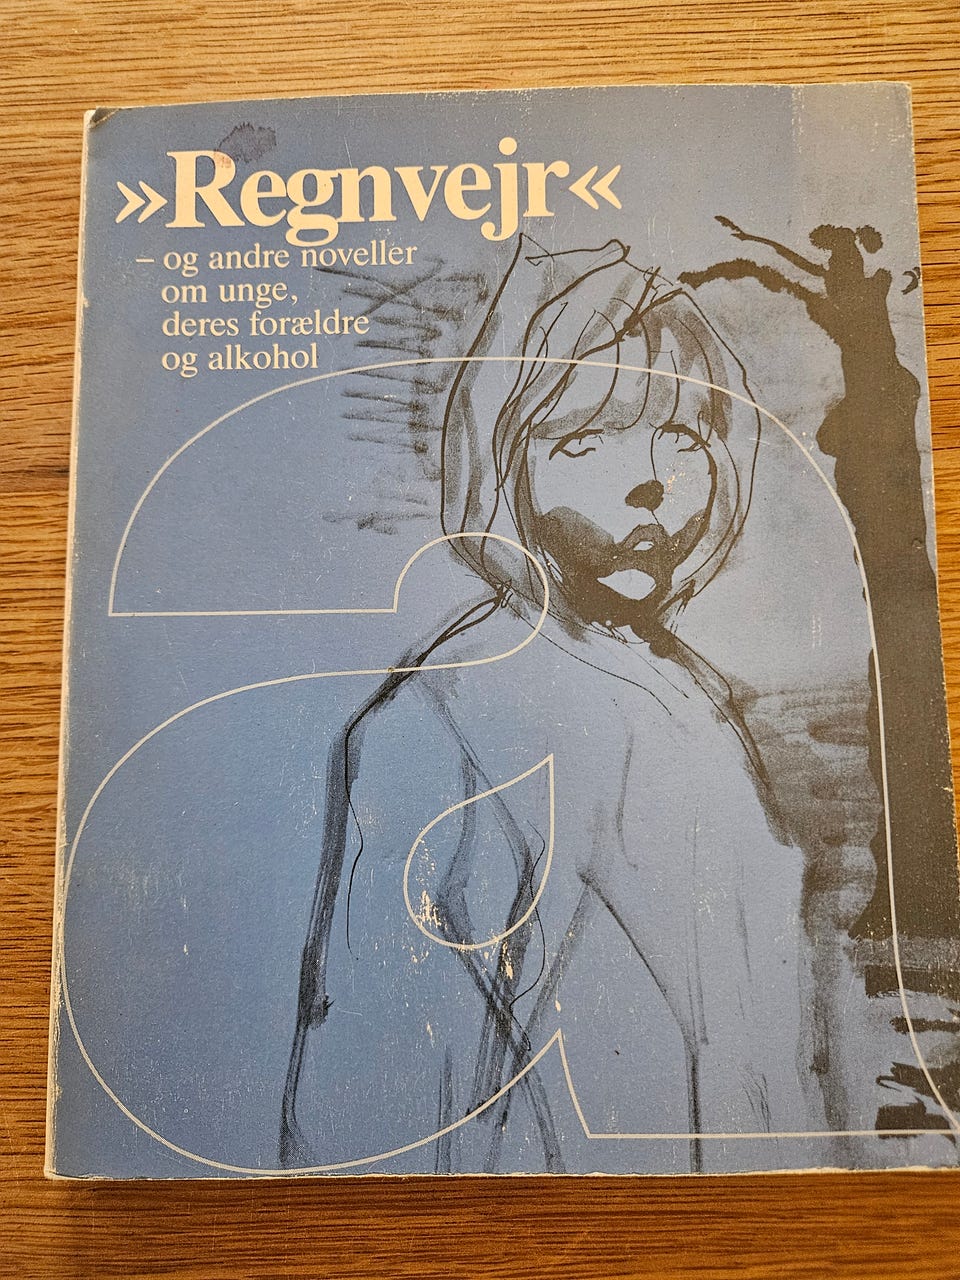 »Regnvejr«
– og andre noveller
om unge,
deres forældre
og alkohol
a